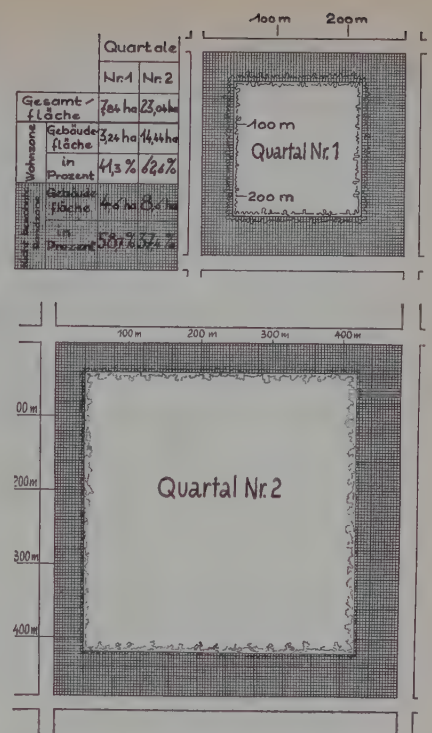 Quartale
Nr.1 Nr.2
Gesamt-
fläche 7,84 ha 23,04 ha
Wohnzone
Gebäude
fläche 3,24 ha 14,44 ha
in
Prozent 41,3 % 62,6 %
Gebäude
fläche 4,6 ha 8,6 ha
in
Prozent 58,7 % 37,4 %
100 m 200 m
100 m
Quartal Nr. 1
200 m
100 m 200 m 300 m 400 m
00 m
200 m
300 m
400 m
Quartal Nr. 2